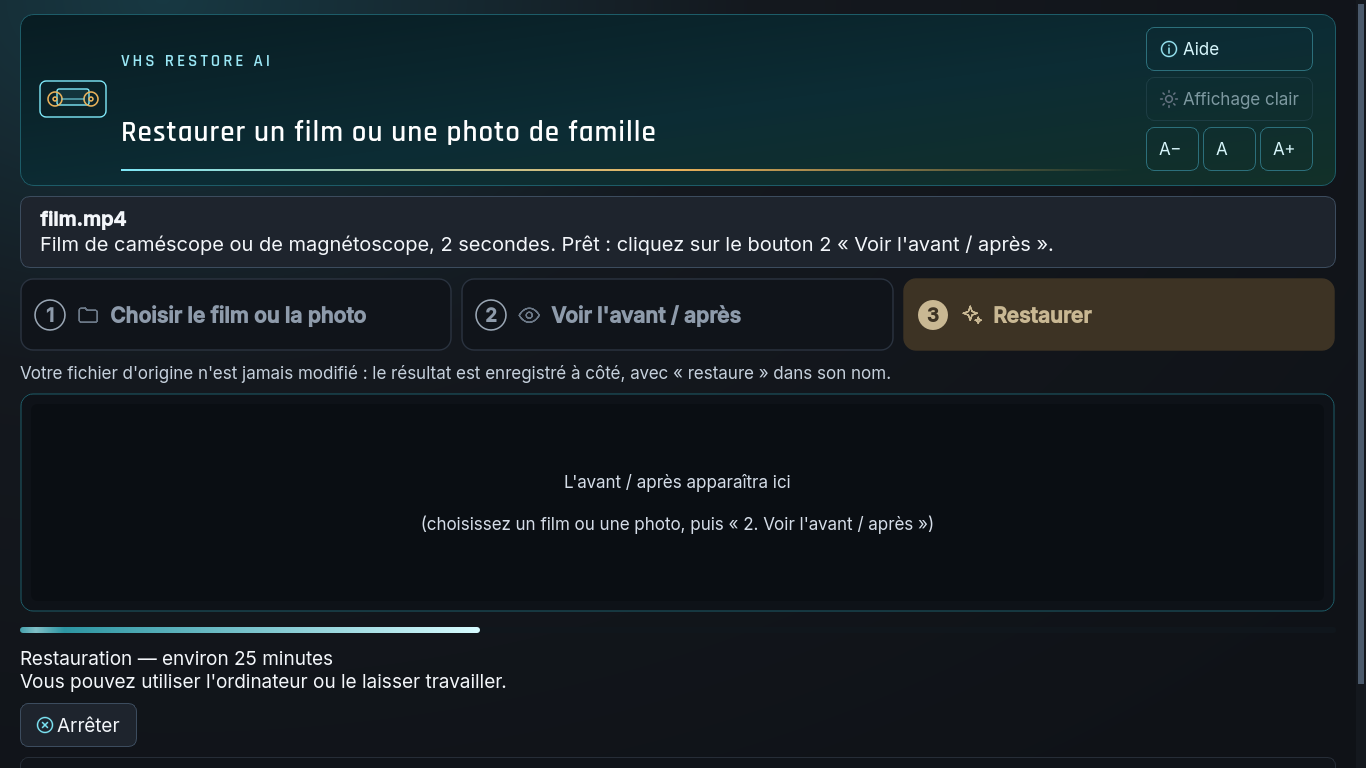 VHS RESTORE AI
Restaurer un film ou une photo de famille
Aide
Affichage clair
A−
A
A+
film.mp4
Film de caméscope ou de magnétoscope, 2 secondes. Prêt : cliquez sur le bouton 2 « Voir l'avant / après ».
1 Choisir le film ou la photo
2 Voir l'avant / après
3 Restaurer
Votre fichier d'origine n'est jamais modifié : le résultat est enregistré à côté, avec « restaure » dans son nom.
L'avant / après apparaîtra ici
(choisissez un film ou une photo, puis « 2. Voir l'avant / après »)
Restauration — environ 25 minutes
Vous pouvez utiliser l'ordinateur ou le laisser travailler.
Arrêter